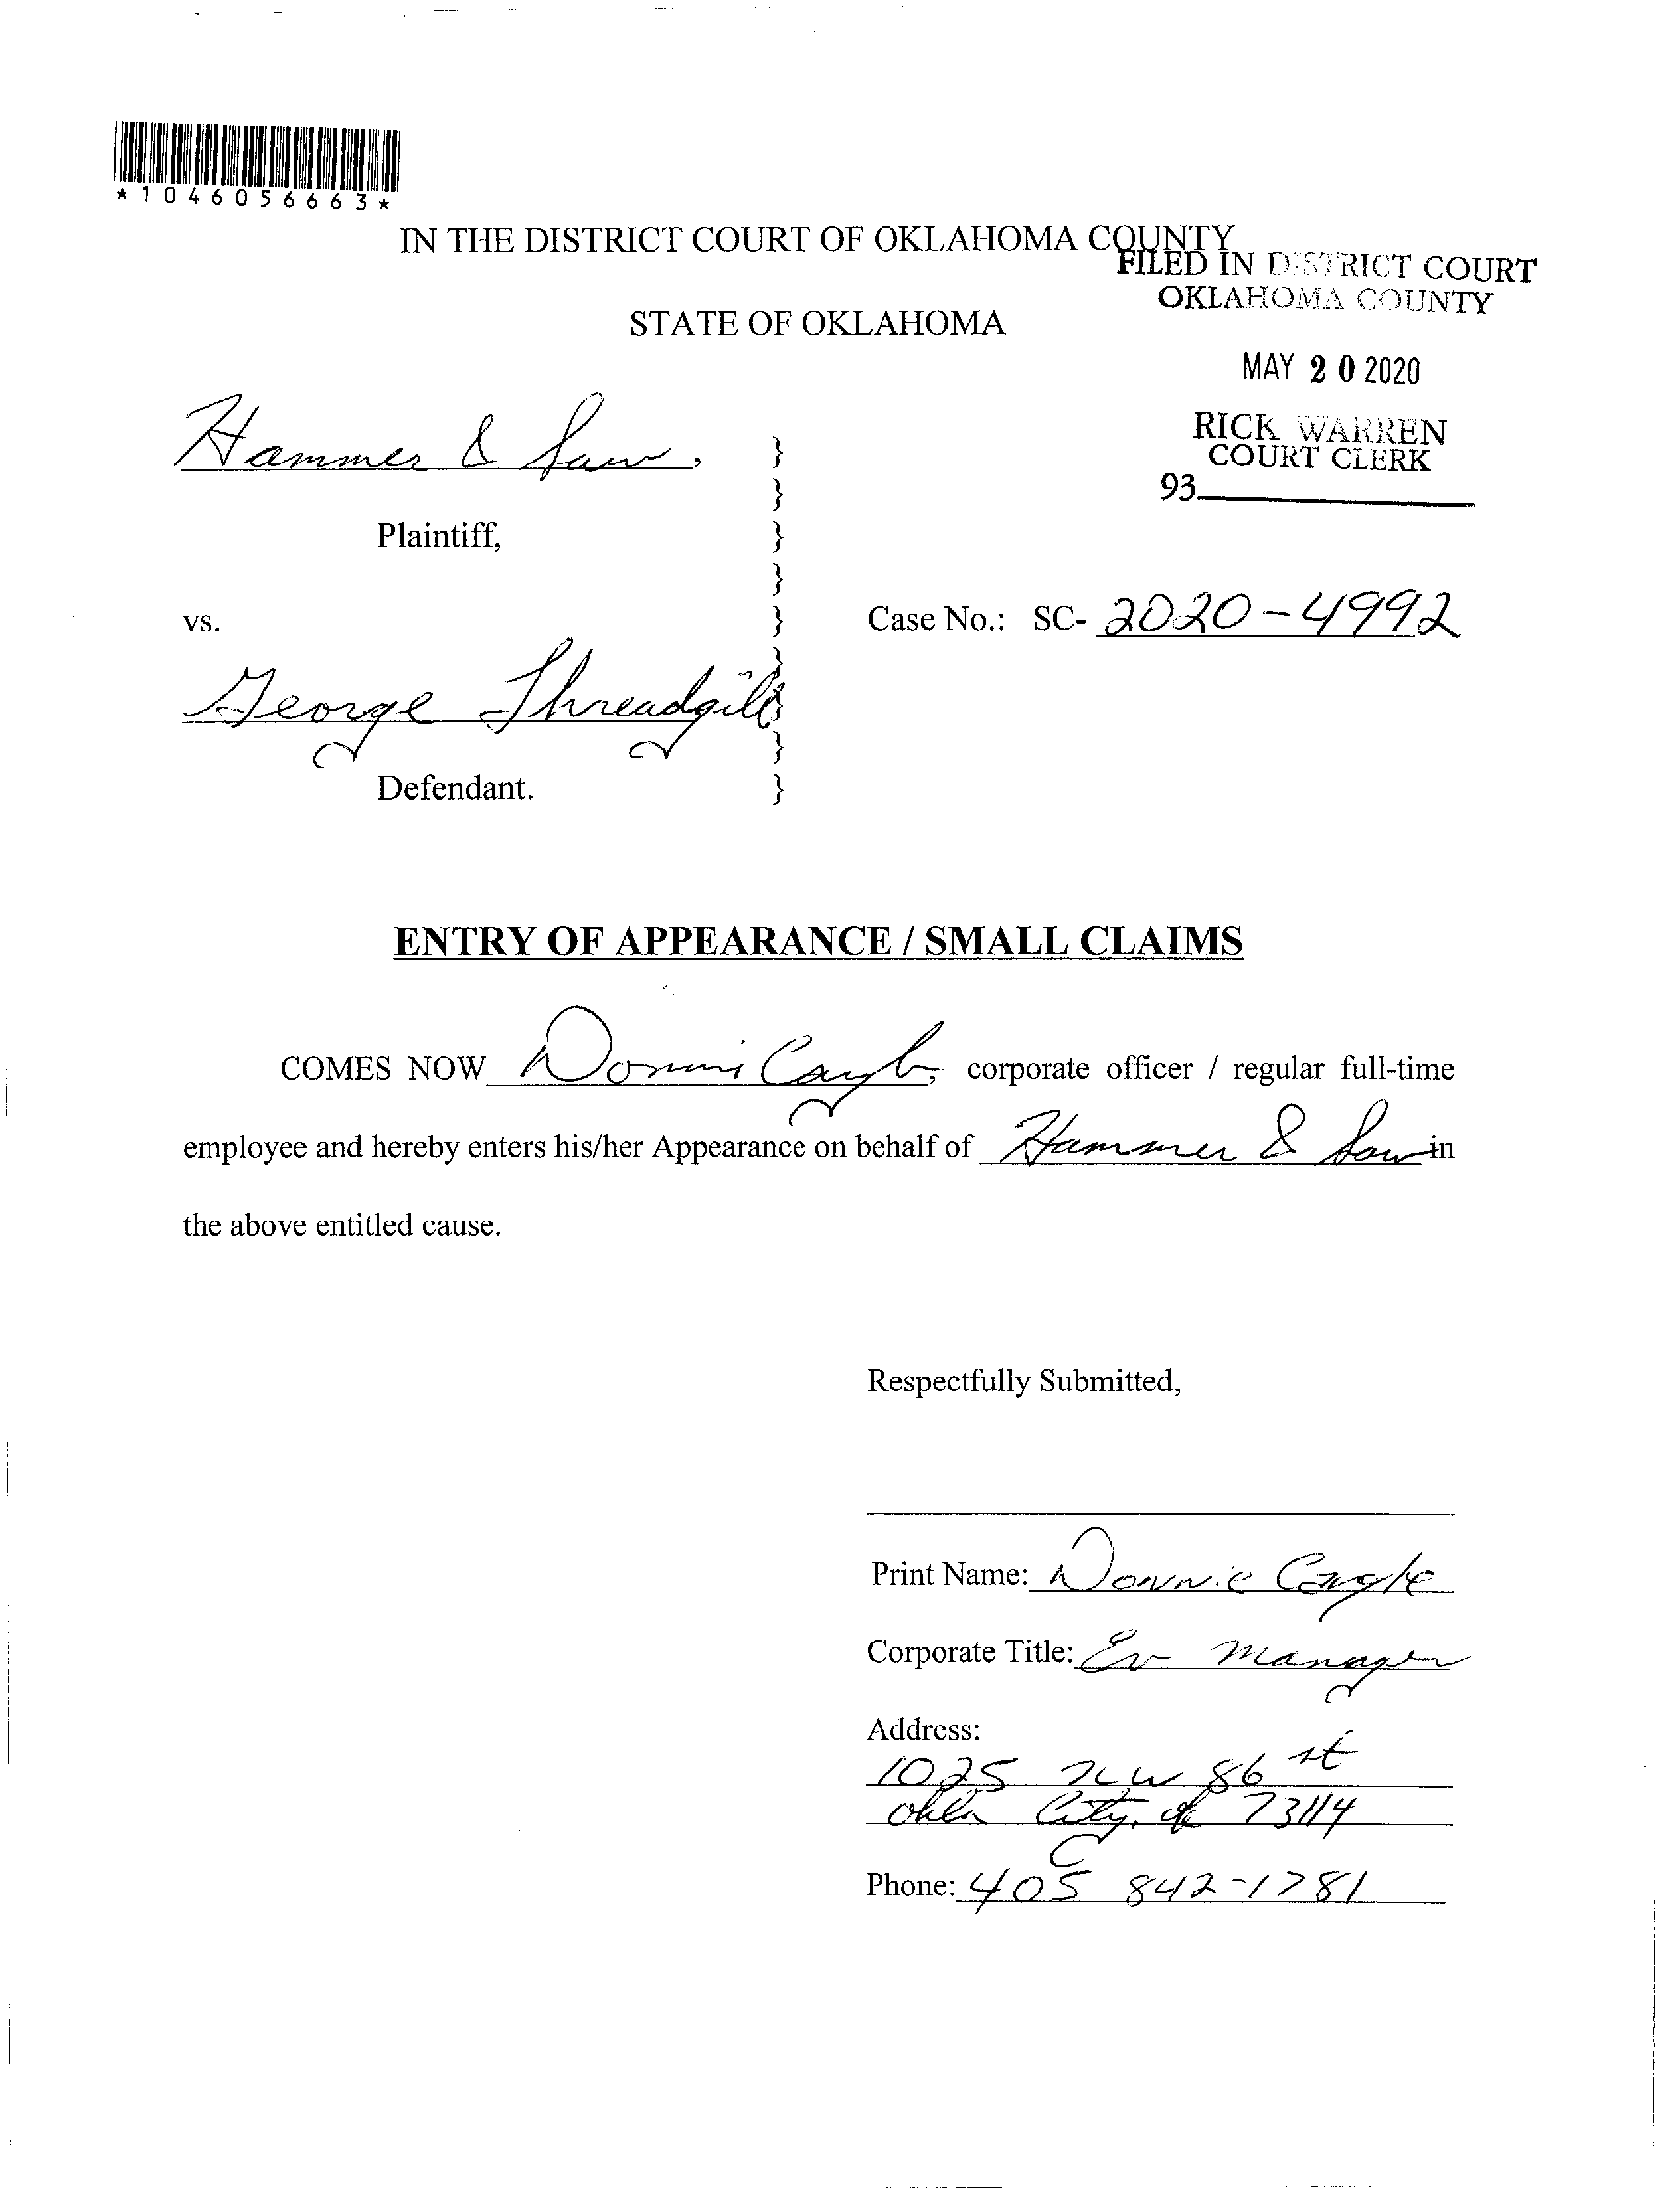 *1046056663*
IN THE DISTRICT COURT OF OKLAHOMA COUNTY
FILED IN DISTRICT COURT
OKLAHOMA COUNTY
STATE OF OKLAHOMA
MAY 20 2020
RICK WARREN
COURT CLERK
93
Hammer & Saw,
Plaintiff,
vs.
Case No.: SC- 2020-4992
George Threadgill
Defendant.
}
}
}
}
}
}
}
}
}
ENTRY OF APPEARANCE / SMALL CLAIMS
COMES NOW Donnie Cagle, corporate officer / regular full-time
employee and hereby enters his/her Appearance on behalf of Hammer & Saw in
the above entitled cause.
Respectfully Submitted,
Print Name: Donnie Cagle
Corporate Title: Manager
Address:
1025 NW 86 st
Okla City, ok 73114
Phone: 405 842-1781